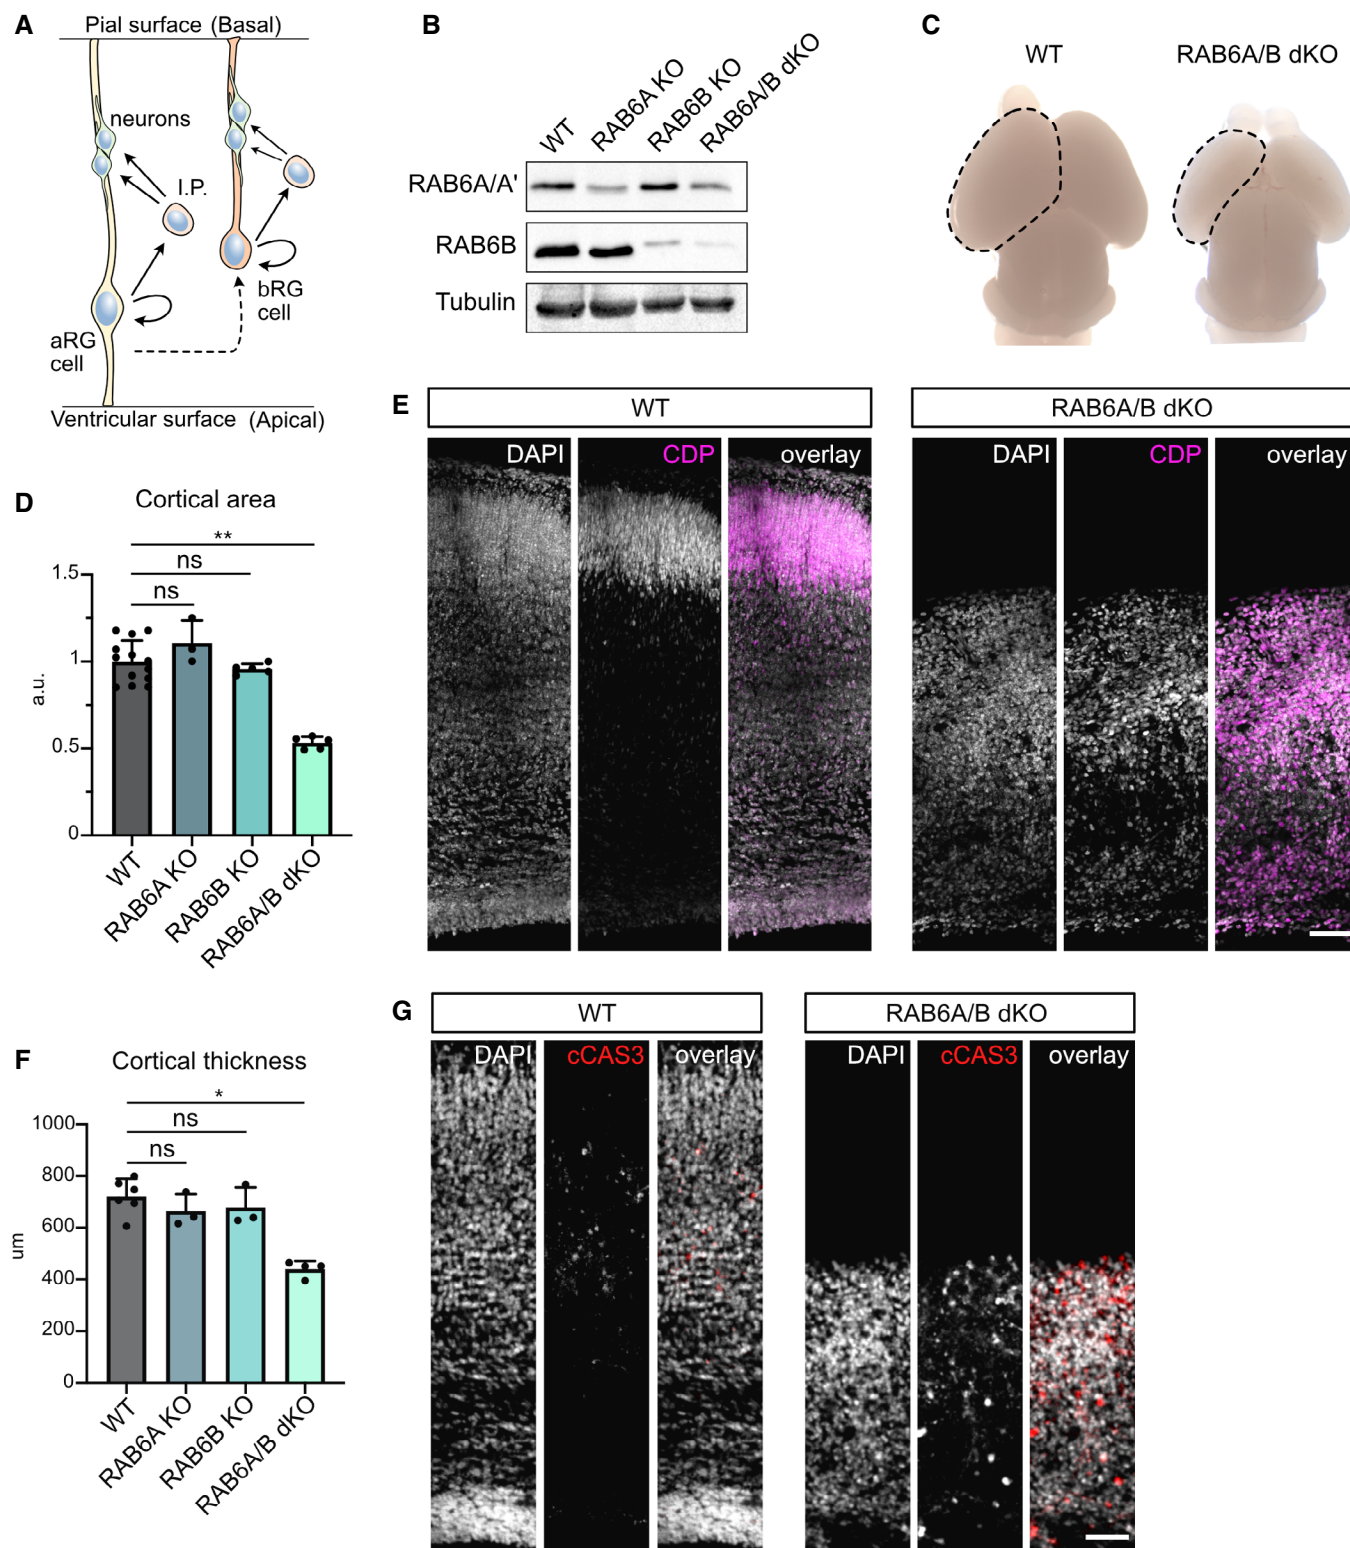 A
Pial surface (Basal)
neurons
I.P.
bRG
cell
aRG
cell
Ventricular surface (Apical)
B
WT
RAB6A KO
RAB6B KO
RAB6A/B dKO
RAB6A/A'
RAB6B
Tubulin
C
WT
RAB6A/B dKO
D
Cortical area
**
ns
ns
1.5
1
0.5
0
a.u.
WT
RAB6A KO
RAB6B KO
RAB6A/B dKO
E
WT
DAPI
CDP
overlay
RAB6A/B dKO
DAPI
CDP
overlay
F
Cortical thickness
*
ns
ns
1000
800
600
400
200
0
um
WT
RAB6A KO
RAB6B KO
RAB6A/B dKO
G
WT
DAPI
cCAS3
overlay
RAB6A/B dKO
DAPI
cCAS3
overlay